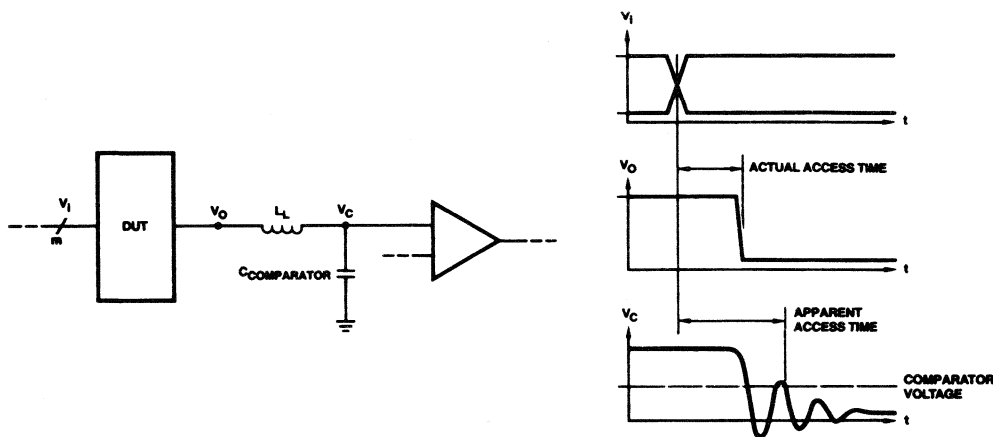 Vi
m
DUT
VO
LL
VC
CCOMPARATOR
Vi
t
ACTUAL ACCESS TIME
VO
t
APPARENT
ACCESS TIME
VC
COMPARATOR
VOLTAGE
t